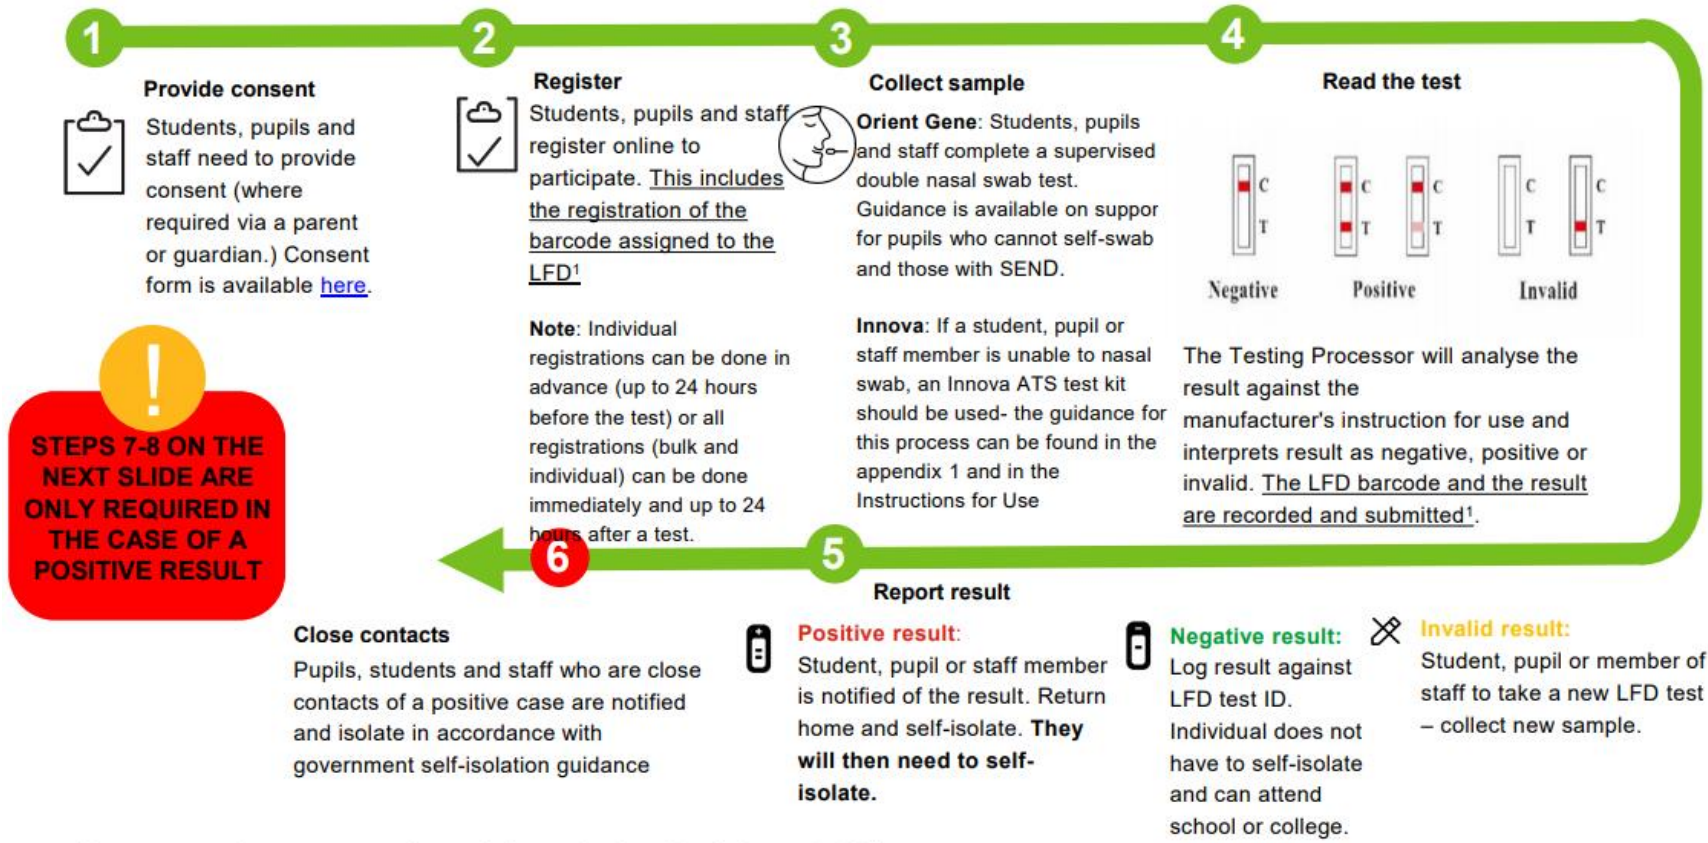 1
Provide consent
Students, pupils and
staff need to provide
consent (where
required via a parent
or guardian.) Consent
form is available here.
2
Register
Students, pupils and staff
register online to
participate. This includes
the registration of the
barcode assigned to the
LFD1
Note: Individual
registrations can be done in
advance (up to 24 hours
before the test) or all
registrations (bulk and
individual) can be done
immediately and up to 24
hours after a test.
3
Collect sample
Orient Gene: Students, pupils
and staff complete a supervised
double nasal swab test.
Guidance is available on suppor
for pupils who cannot self-swab
and those with SEND.
Innova: If a student, pupil or
staff member is unable to nasal
swab, an Innova ATS test kit
should be used- the guidance for
this process can be found in the
appendix 1 and in the
Instructions for Use
4
Read the test
C
T
Negative
C
T
C
T
Positive
C
T
C
T
Invalid
The Testing Processor will analyse the
result against the
manufacturer's instruction for use and
interprets result as negative, positive or
invalid. The LFD barcode and the result
are recorded and submitted1.
!
STEPS 7-8 ON THE
NEXT SLIDE ARE
ONLY REQUIRED IN
THE CASE OF A
POSITIVE RESULT
5
Report result
Positive result:
Student, pupil or staff member
is notified of the result. Return
home and self-isolate. They
will then need to self-
isolate.
Negative result:
Log result against
LFD test ID.
Individual does not
have to self-isolate
and can attend
school or college.
Invalid result:
Student, pupil or member of
staff to take a new LFD test
– collect new sample.
6
Close contacts
Pupils, students and staff who are close
contacts of a positive case are notified
and isolate in accordance with
government self-isolation guidance